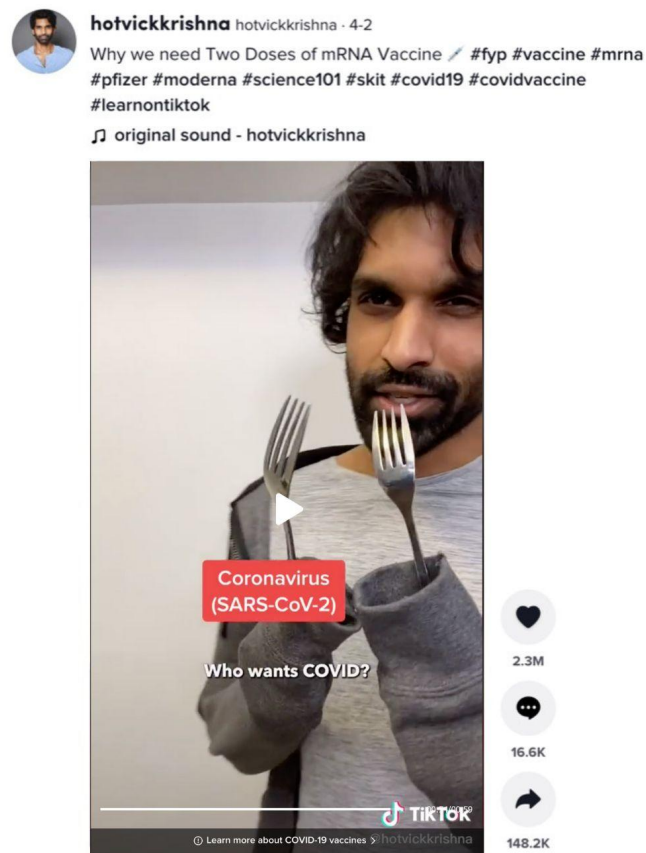 hotvickkrishna hotvickkrishna · 4-2
Why we need Two Doses of mRNA Vaccine #fyp #vaccine #mrna
#pfizer #moderna #science101 #skit #covid19 #covidvaccine
#learnontiktok
original sound - hotvickkrishna
Coronavirus
(SARS-CoV-2)
Who wants COVID?
2.3M
16.6K
TikTok
Learn more about COVID-19 vaccines >
@hotvickkrishna
148.2K